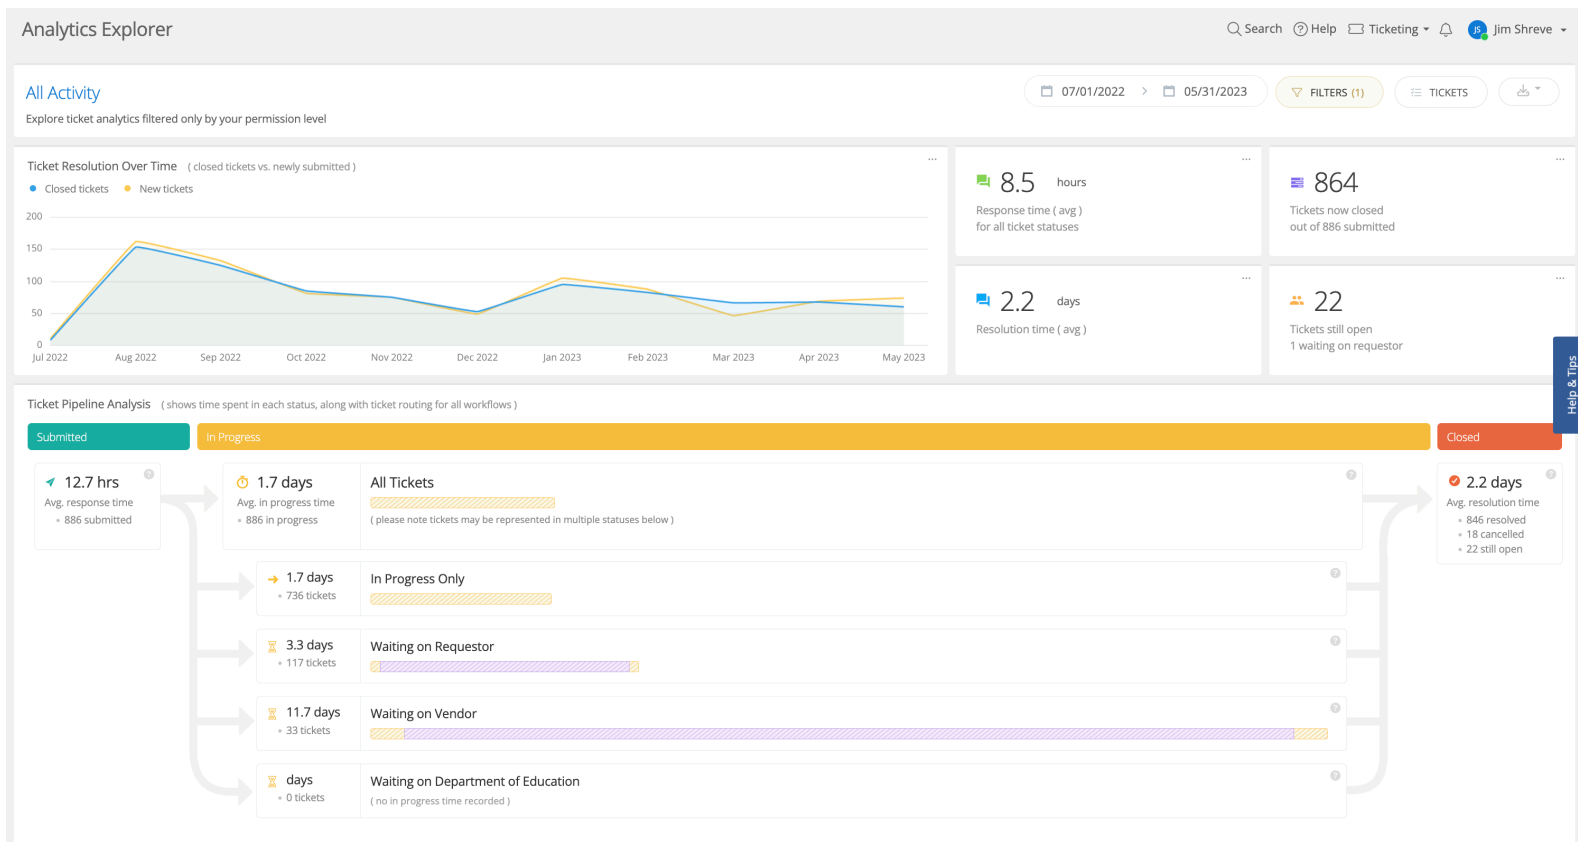 Analytics Explorer
Search Help Ticketing JS Jim Shreve
All Activity
Explore ticket analytics filtered only by your permission level
07/01/2022 > 05/31/2023 FILTERS (1) TICKETS
Ticket Resolution Over Time ( closed tickets vs. newly submitted )
Closed tickets New tickets
200
150
100
50
0
Jul 2022 Aug 2022 Sep 2022 Oct 2022 Nov 2022 Dec 2022 Jan 2023 Feb 2023 Mar 2023 Apr 2023 May 2023
8.5 hours
Response time ( avg )
for all ticket statuses
864
Tickets now closed
out of 886 submitted
2.2 days
Resolution time ( avg )
22
Tickets still open
1 waiting on requestor
Help & Tips
Ticket Pipeline Analysis ( shows time spent in each status, along with ticket routing for all workflows )
Submitted In Progress Closed
12.7 hrs
Avg. response time
886 submitted
1.7 days
Avg. in progress time
886 in progress
All Tickets
( please note tickets may be represented in multiple statuses below )
2.2 days
Avg. resolution time
846 resolved
18 cancelled
22 still open
1.7 days
736 tickets
In Progress Only
3.3 days
117 tickets
Waiting on Requestor
11.7 days
33 tickets
Waiting on Vendor
days
0 tickets
Waiting on Department of Education
( no in progress time recorded )